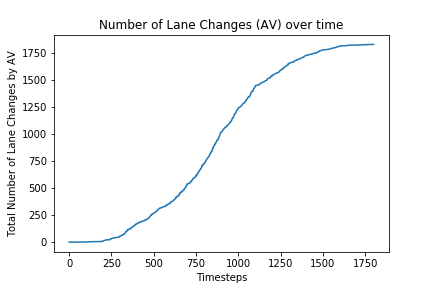 Number of Lane Changes (AV) over time
Total Number of Lane Changes by AV
1750
1500
1250
1000
750
500
250
0
0 250 500 750 1000 1250 1500 1750
Timesteps